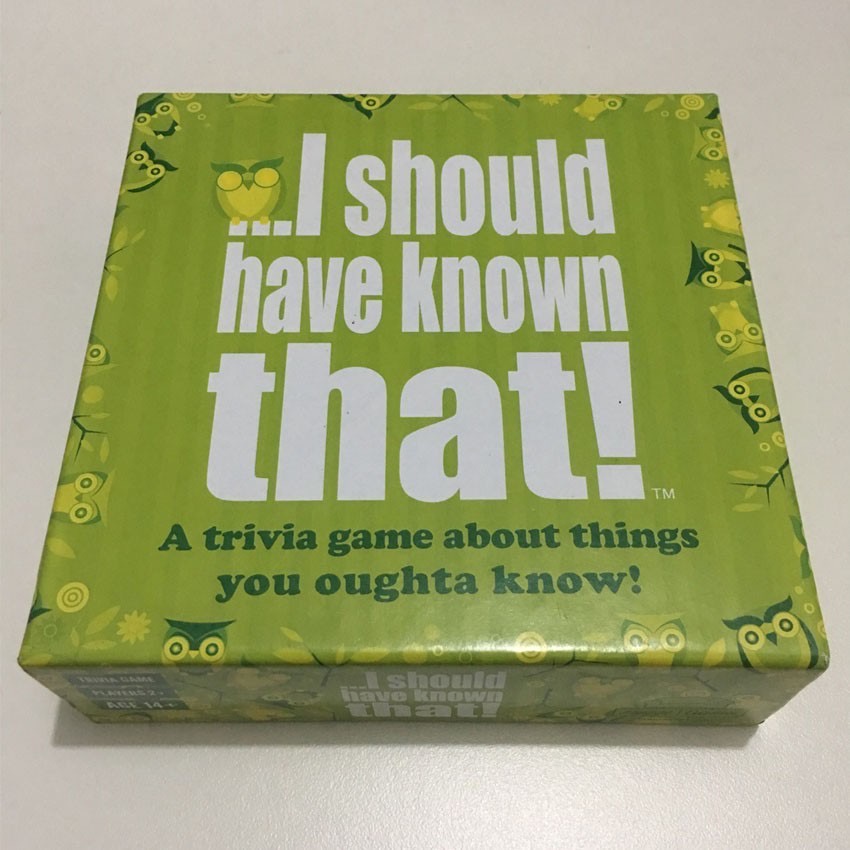 ...I should
have known
that!
TM
A trivia game about things
you oughta know!
TRIVIA GAME
PLAYERS 2+
AGE 14+
...I should
have known
that!